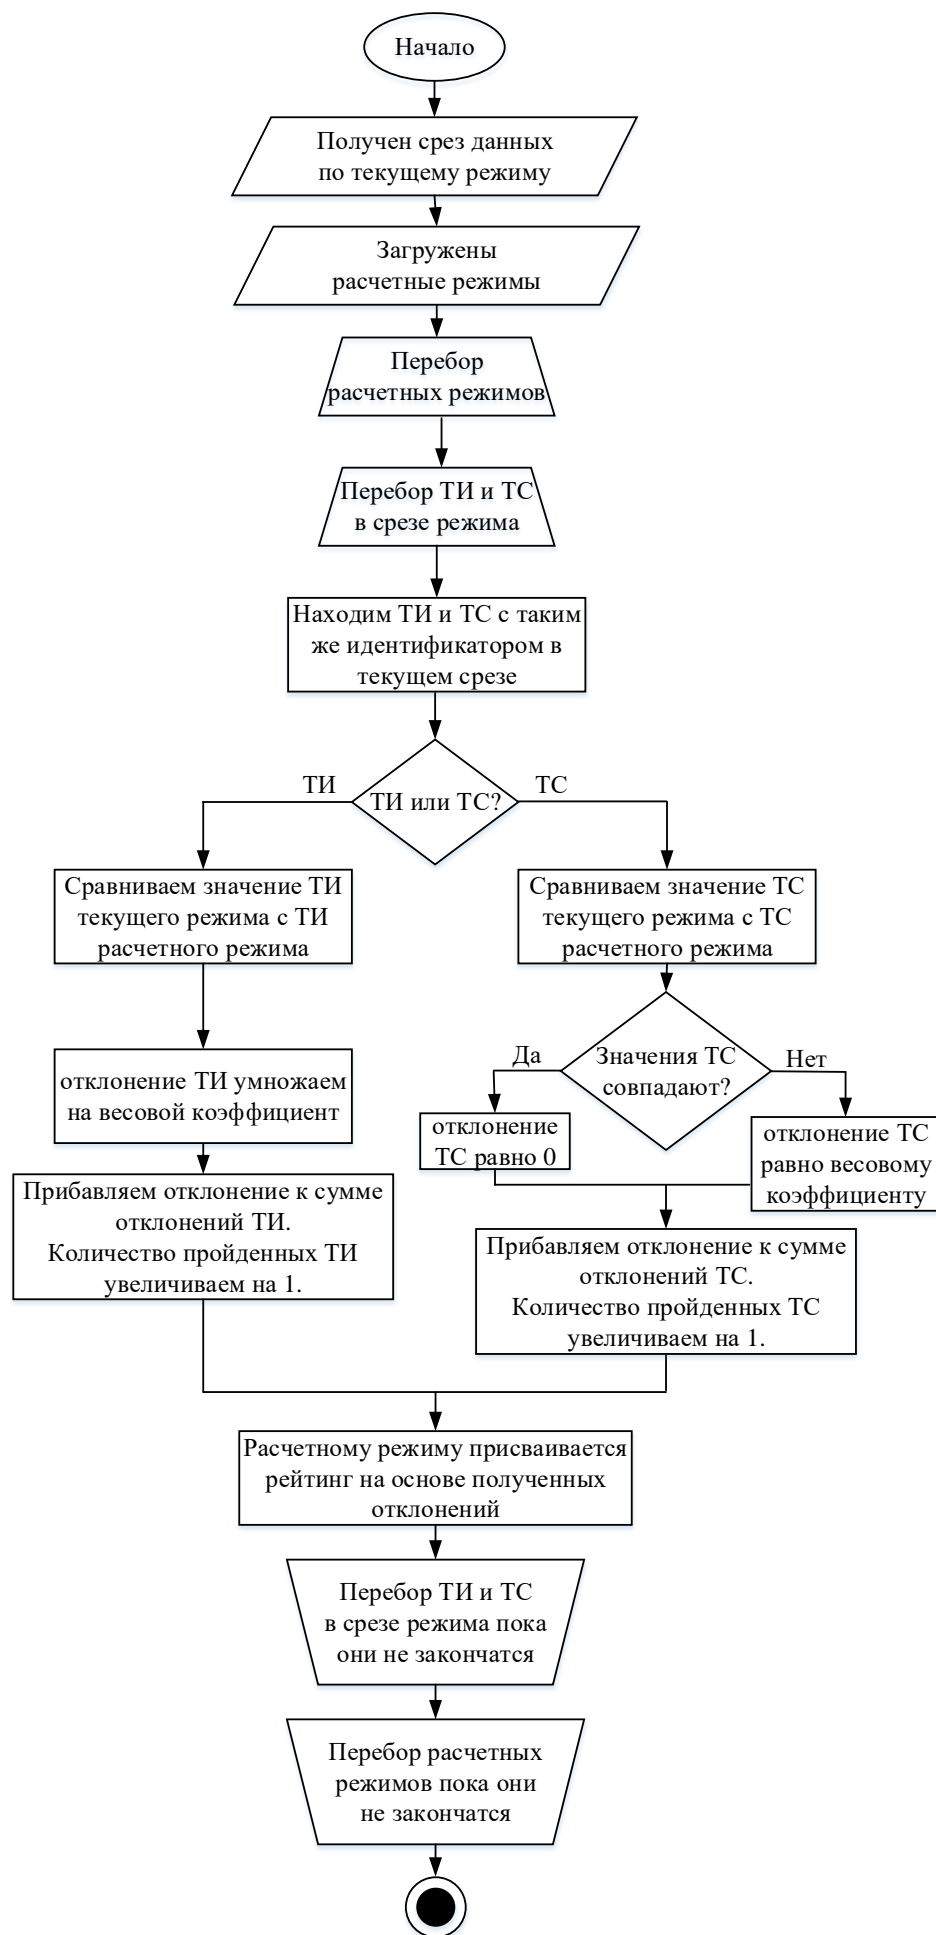 Начало
Получен срез данных
по текущему режиму
Загружены
расчетные режимы
Перебор
расчетных режимов
Перебор ТИ и ТС
в срезе режима
Находим ТИ и ТС с таким
же идентификатором в
текущем срезе
ТИ
ТИ или ТС?
ТС
Сравниваем значение ТИ
текущего режима с ТИ
расчетного режима
отклонение ТИ умножаем
на весовой коэффициент
Прибавляем отклонение к сумме
отклонений ТИ.
Количество пройденных ТИ
увеличиваем на 1.
Сравниваем значение ТС
текущего режима с ТС
расчетного режима
Да
Значения ТС
совпадают?
Нет
отклонение
ТС равно 0
отклонение ТС
равно весовому
коэффициенту
Прибавляем отклонение к сумме
отклонений ТС.
Количество пройденных ТС
увеличиваем на 1.
Расчетному режиму присваивается
рейтинг на основе полученных
отклонений
Перебор ТИ и ТС
в срезе режима пока
они не закончатся
Перебор расчетных
режимов пока они
не закончатся